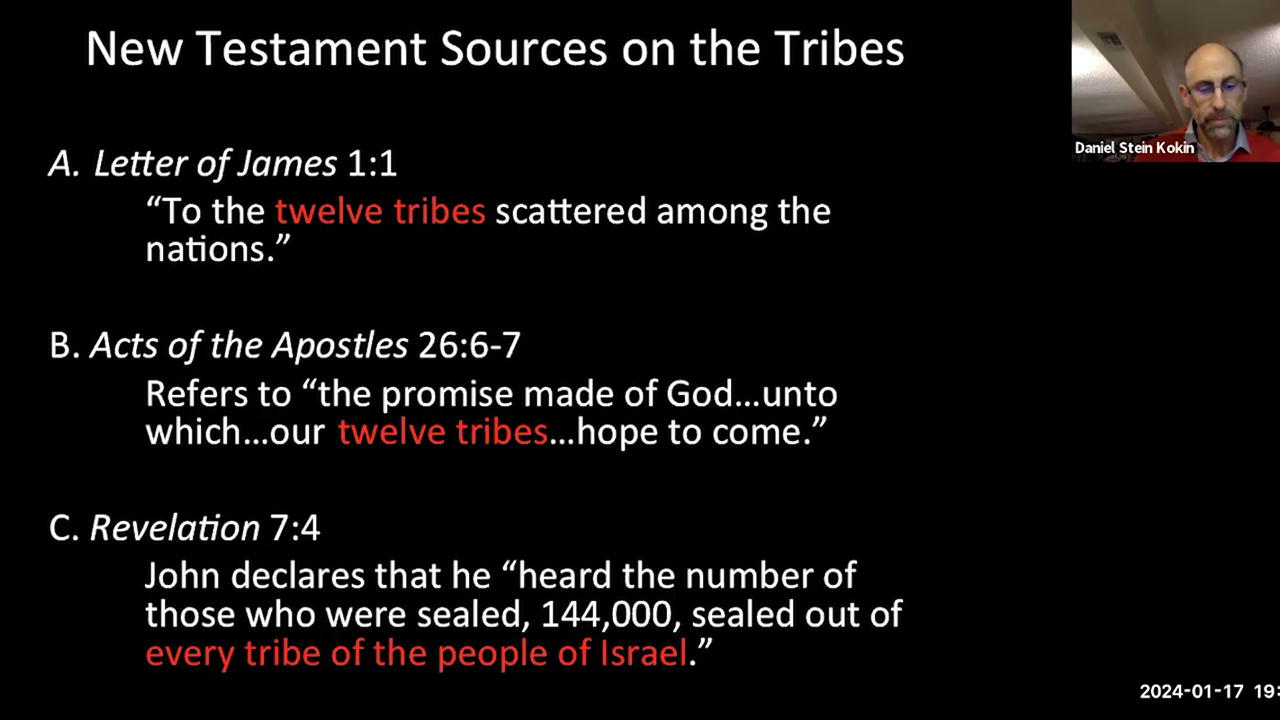 New Testament Sources on the Tribes
Daniel Stein Kokin
A. Letter of James 1:1
“To the twelve tribes scattered among the
nations.”
B. Acts of the Apostles 26:6-7
Refers to “the promise made of God…unto
which…our twelve tribes…hope to come.”
C. Revelation 7:4
John declares that he “heard the number of
those who were sealed, 144,000, sealed out of
every tribe of the people of Israel.”
2024-01-17 19: